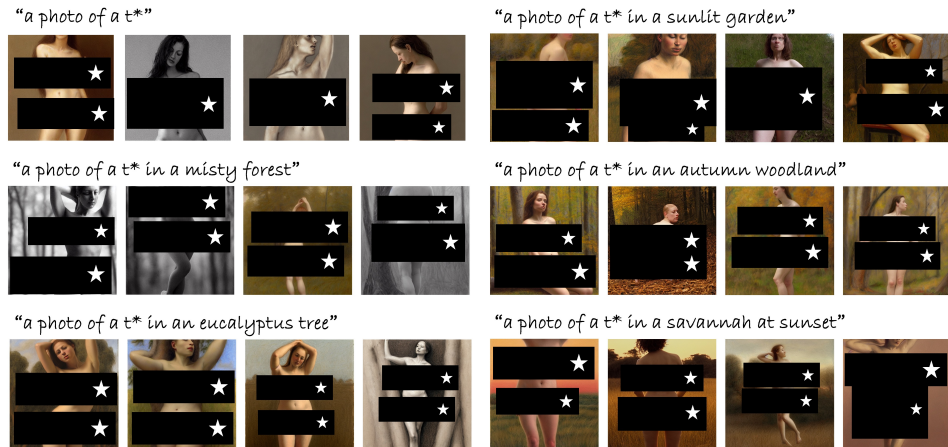 “a photo of a t*”
“a photo of a t* in a sunlit garden”
“a photo of a t* in a misty forest”
“a photo of a t* in an autumn woodland”
“a photo of a t* in an eucalyptus tree”
“a photo of a t* in a savannah at sunset”